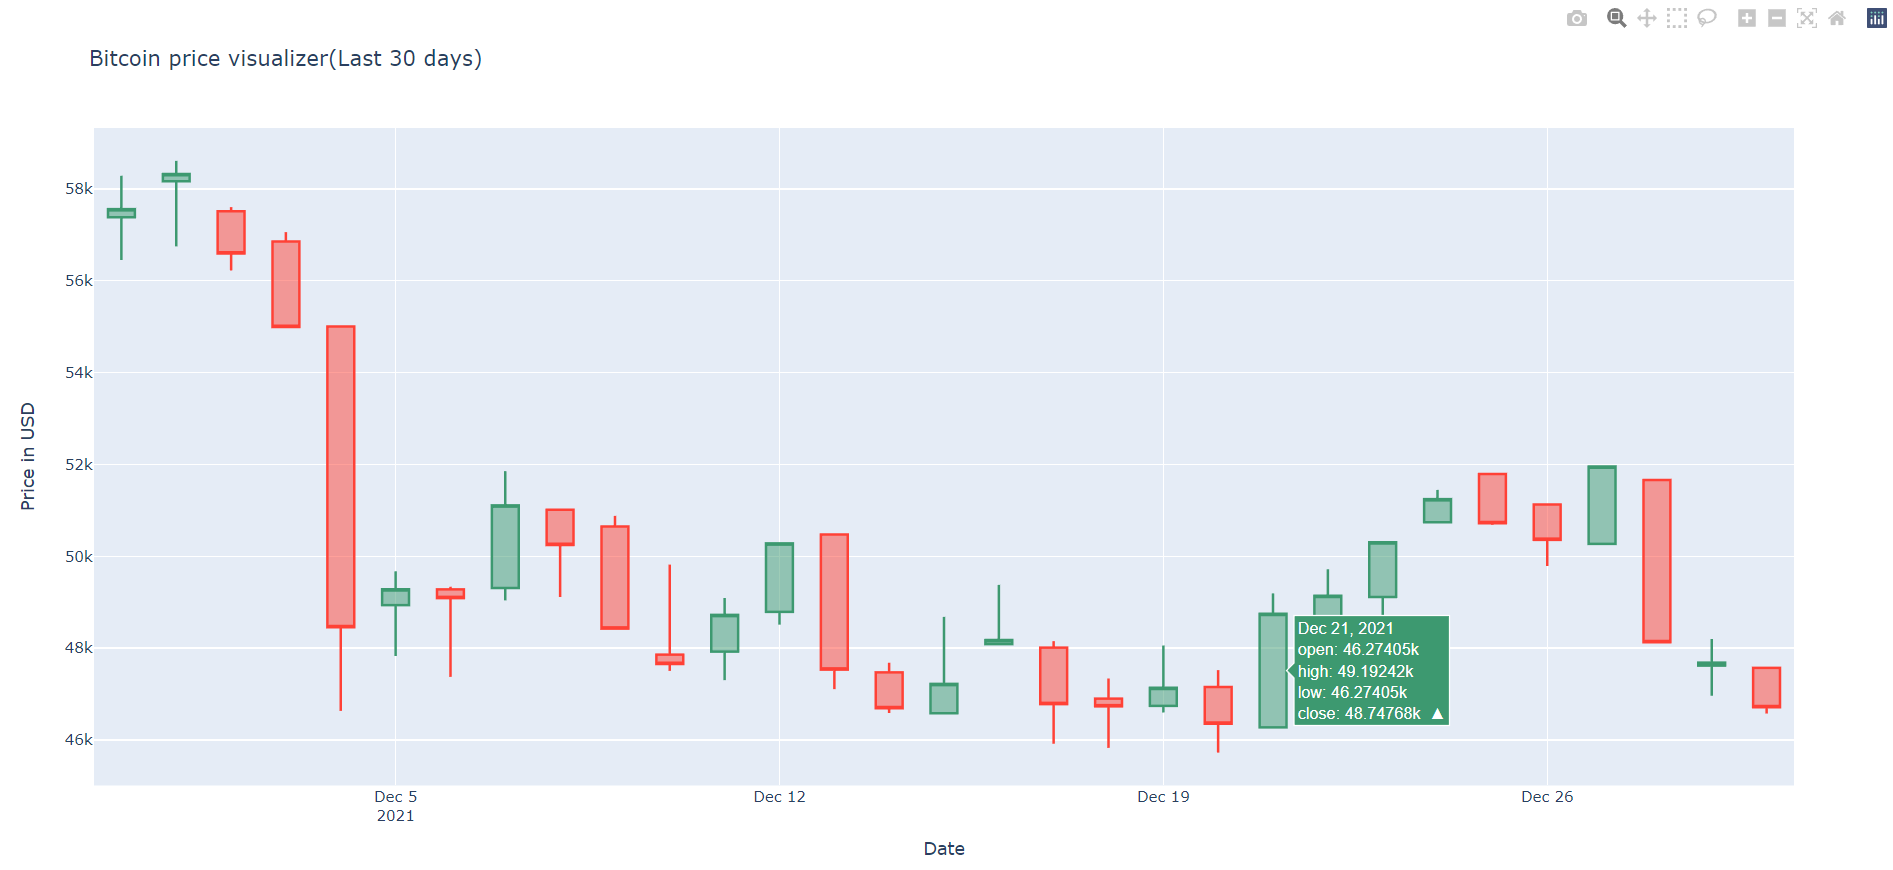 Bitcoin price visualizer(Last 30 days)
58k
56k
54k
52k
50k
48k
46k
Price in USD
Dec 21, 2021
open: 46.27405k
high: 49.19242k
low: 46.27405k
close: 48.74768k ▲
Dec 5
2021
Dec 12
Dec 19
Dec 26
Date